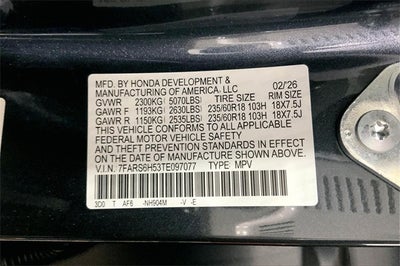 MFD. BY HONDA DEVELOPMENT &
MANUFACTURING OF AMERICA, LLC 02/'26
GVWR 2300KG( 5070LBS) TIRE SIZE RIM SIZE
GAWR F 1193KG( 2630LBS) 235/60R18 103H 18X7.5J
GAWR R 1150KG( 2535LBS) 235/60R18 103H 18X7.5J
THIS VEHICLE CONFORMS TO ALL APPLICABLE
FEDERAL MOTOR VEHICLE SAFETY AND
THEFT PREVENTION STANDARDS IN EFFECT ON
THE DATE OF MANUFACTURE SHOWN ABOVE.
V.I.N. 7FARS6H53TE097077 TYPE MPV
3D0 T AF6 -NH904M -V -E